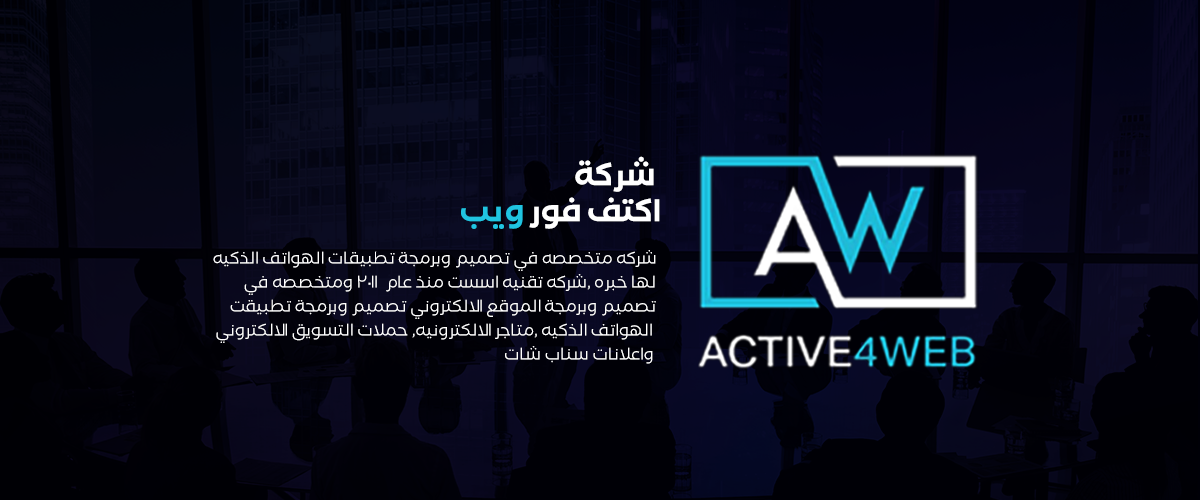 شركة
اكتف فور ويب
شركه متخصصه في تصميم وبرمجة تطبيقات الهواتف الذكيه
لها خبره ,شركه تقنيه اسست منذ عام ٢٠١١ ومتخصصه في
تصميم وبرمجة الموقع الالكتروني تصميم وبرمجة تطبيقت
الهواتف الذكيه ,متاجر الالكترونيه, حملات التسويق الالكتروني
واعلانات سناب شات
AW
ACTIVE4WEB